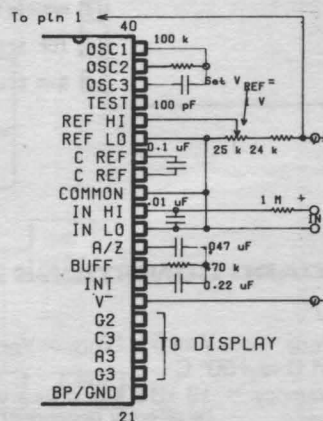 To pin 1
40
OSC1
100 k
OSC2
OSC3
Set V REF =
1 V
TEST
100 pF
REF HI
REF LO
25 k 24 k
C REF
0.1 uF
C REF
COMMON
IN HI
.01 uF
1 M +
IN
IN LO
A/Z
.047 uF
BUFF
470 k
INT
0.22 uF
V-
G2
C3
TO DISPLAY
A3
G3
BP/GND
21